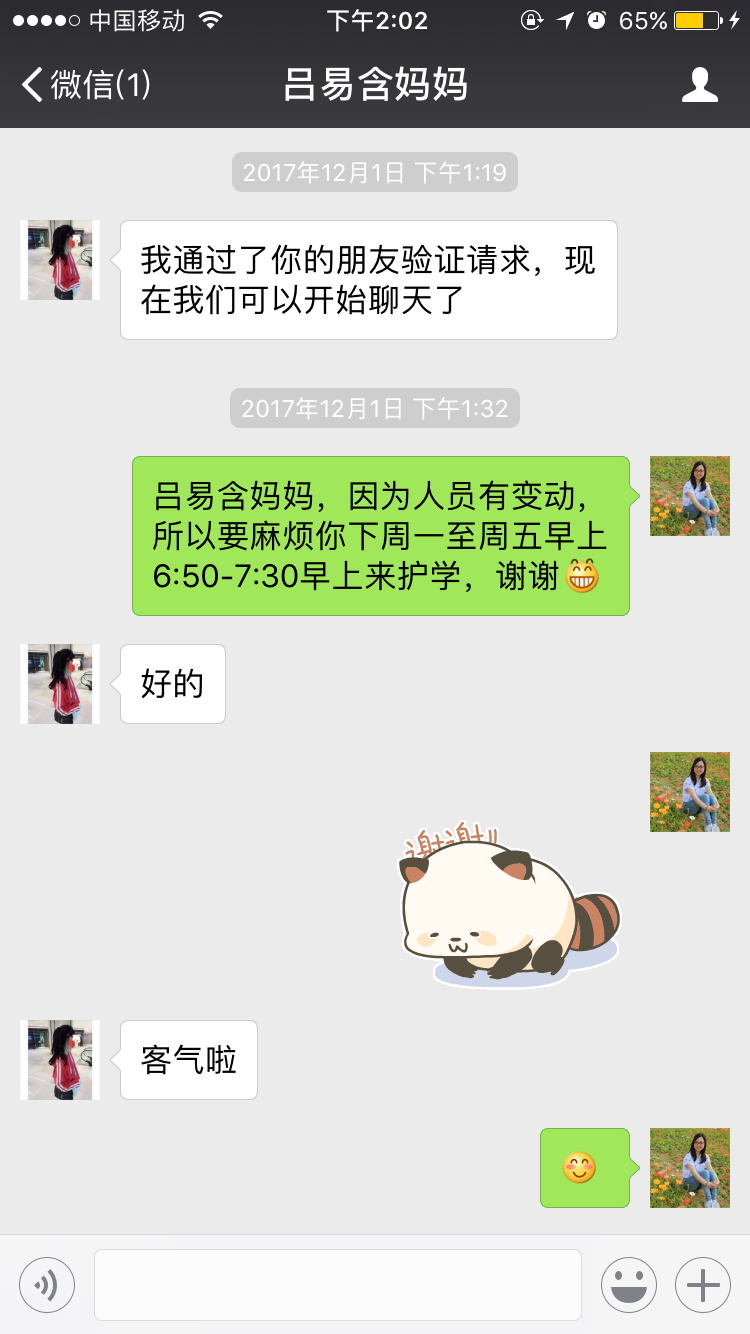 中国移动 下午2:02 65%
微信(1) 吕易含妈妈
2017年12月1日 下午1:19
我通过了你的朋友验证请求，现
在我们可以开始聊天了
2017年12月1日 下午1:32
吕易含妈妈，因为人员有变动，
所以要麻烦你下周一至周五早上
6:50-7:30早上来护学，谢谢😁
好的
谢谢!!
客气啦
😊